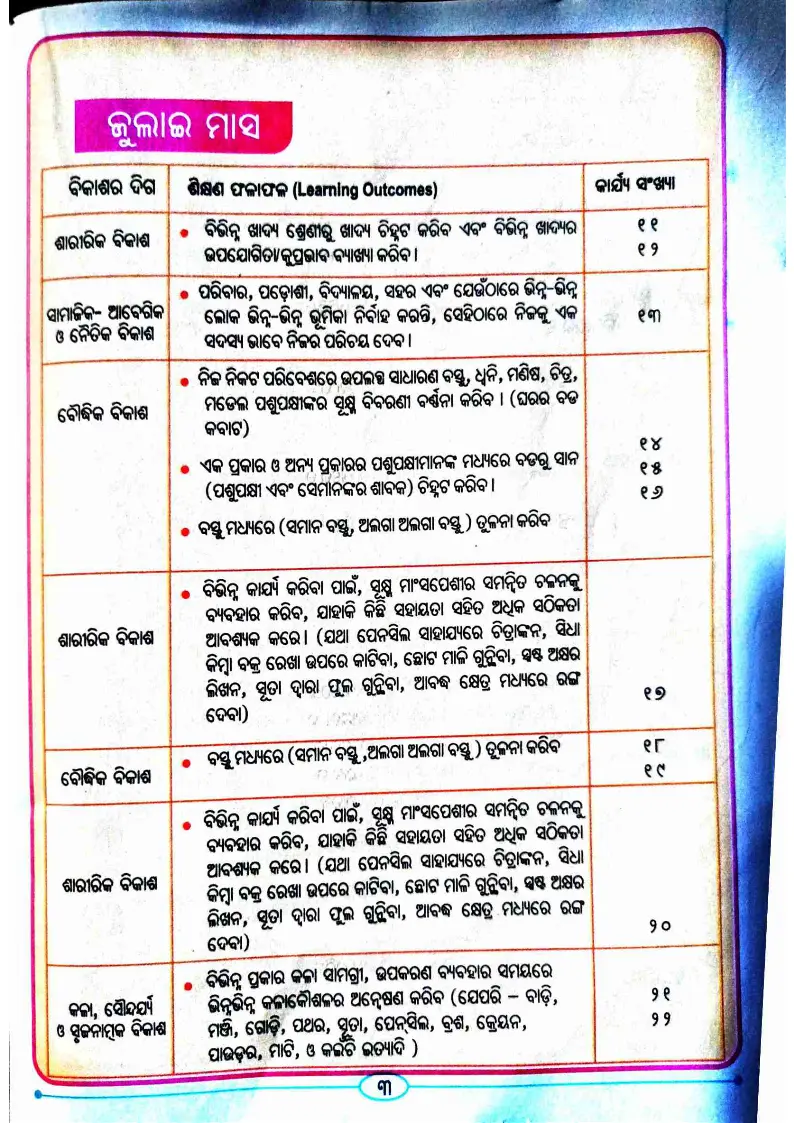 ଜୁଲାଇ ମାସ
ବିକାଶର ଦିଗ
ଶିକ୍ଷଣ ଫଳାଫଳ (Learning Outcomes)
କାର୍ଯ୍ୟ ସଂଖ୍ୟା
ଶାରୀରିକ ବିକାଶ
• ବିଭିନ୍ନ ଖାଦ୍ୟ ଶ୍ରେଣୀରୁ ଖାଦ୍ୟ ଚିହ୍ନଟ କରିବ ଏବଂ ବିଭିନ୍ନ ଖାଦ୍ୟର
ଉପଯୋଗିତା/କୁପ୍ରଭାବ ବ୍ୟାଖ୍ୟା କରିବ।
୧୧
୧୨
ସାମାଜିକ- ଆବେଗିକ
ଓ ନୈତିକ ବିକାଶ
• ପରିବାର, ପଡ଼ୋଶୀ, ବିଦ୍ୟାଳୟ, ସହର ଏବଂ ଯେଉଁଠାରେ ଭିନ୍ନ-ଭିନ୍ନ
ଲୋକ ଭିନ୍ନ-ଭିନ୍ନ ଭୂମିକା ନିର୍ବାହ କରନ୍ତି, ସେହିଠାରେ ନିଜକୁ ଏକ
ସଦସ୍ୟ ଭାବେ ନିଜର ପରିଚୟ ଦେବ।
୧୩
ବୌଦ୍ଧିକ ବିକାଶ
• ନିଜ ନିକଟ ପରିବେଶରେ ଉପଲବ୍ଧ ସାଧାରଣ ବସ୍ତୁ, ଧ୍ୱନି, ମଣିଷ, ଚିତ୍ର,
ମଡେଲ ପଶୁପକ୍ଷୀଙ୍କର ସୂକ୍ଷ୍ମ ବିବରଣୀ ବର୍ଣ୍ଣନା କରିବ। (ଘରର ବଡ
କବାଟ)
• ଏକ ପ୍ରକାର ଓ ଅନ୍ୟ ପ୍ରକାରର ପଶୁପକ୍ଷୀମାନଙ୍କ ମଧ୍ୟରେ ବଡରୁ ସାନ
(ପଶୁପକ୍ଷୀ ଏବଂ ସେମାନଙ୍କର ଶାବକ) ଚିହ୍ନଟ କରିବ।
• ବସ୍ତୁ ମଧ୍ୟରେ (ସମାନ ବସ୍ତୁ, ଅଲଗା ଅଲଗା ବସ୍ତୁ ) ତୁଳନା କରିବ
୧୪
୧୫
୧୬
ଶାରୀରିକ ବିକାଶ
• ବିଭିନ୍ନ କାର୍ଯ୍ୟ କରିବା ପାଇଁ, ସୂକ୍ଷ୍ମ ମାଂସପେଶୀର ସମନ୍ୱିତ ଚଳନକୁ
ବ୍ୟବହାର କରିବ, ଯାହାକି କିଛି ସହାୟତା ସହିତ ଅଧିକ ସଠିକତା
ଆବଶ୍ୟକ କରେ। (ଯଥା ପେନସିଲ ସାହାଯ୍ୟରେ ଚିତ୍ରାଙ୍କନ, ସିଧା
କିମ୍ବା ବକ୍ର ରେଖା ଉପରେ କାଟିବା, ଛୋଟ ମାଳି ଗୁନ୍ଥିବା, ସ୍ପଷ୍ଟ ଅକ୍ଷର
ଲିଖନ, ସୂତା ଦ୍ୱାରା ଫୁଲ ଗୁନ୍ଥିବା, ଆବଦ୍ଧ କ୍ଷେତ୍ର ମଧ୍ୟରେ ରଙ୍ଗ
ଦେବା)
୧୭
ବୌଦ୍ଧିକ ବିକାଶ
• ବସ୍ତୁ ମଧ୍ୟରେ (ସମାନ ବସ୍ତୁ ,ଅଲଗା ଅଲଗା ବସ୍ତୁ ) ତୁଳନା କରିବ
୧୮
୧୯
ଶାରୀରିକ ବିକାଶ
• ବିଭିନ୍ନ କାର୍ଯ୍ୟ କରିବା ପାଇଁ, ସୂକ୍ଷ୍ମ ମାଂସପେଶୀର ସମନ୍ୱିତ ଚଳନକୁ
ବ୍ୟବହାର କରିବ, ଯାହାକି କିଛି ସହାୟତା ସହିତ ଅଧିକ ସଠିକତା
ଆବଶ୍ୟକ କରେ। (ଯଥା ପେନସିଲ ସାହାଯ୍ୟରେ ଚିତ୍ରାଙ୍କନ, ସିଧା
କିମ୍ବା ବକ୍ର ରେଖା ଉପରେ କାଟିବା, ଛୋଟ ମାଳି ଗୁନ୍ଥିବା, ସ୍ପଷ୍ଟ ଅକ୍ଷର
ଲିଖନ, ସୂତା ଦ୍ୱାରା ଫୁଲ ଗୁନ୍ଥିବା, ଆବଦ୍ଧ କ୍ଷେତ୍ର ମଧ୍ୟରେ ରଙ୍ଗ
ଦେବା)
୨୦
କଳା, ସୌନ୍ଦର୍ଯ୍ୟ
ଓ ସୃଜନାତ୍ମକ ବିକାଶ
• ବିଭିନ୍ନ ପ୍ରକାର କଳା ସାମଗ୍ରୀ, ଉପକରଣ ବ୍ୟବହାର ସମୟରେ
ଭିନ୍ନଭିନ୍ନ କଳାକୌଶଳର ଅନ୍ୱେଷଣ କରିବ (ଯେପରି – ବାଡ଼ି,
ମଞ୍ଜି, ଗୋଡ଼ି, ପଥର, ସୂତା, ପେନ୍‌ସିଲ, ବ୍ରଶ, କ୍ରେୟନ,
ପାଉଡ଼ର, ମାଟି, ଓ କଇଁଚି ଇତ୍ୟାଦି )
୨୧
୨୨
୩